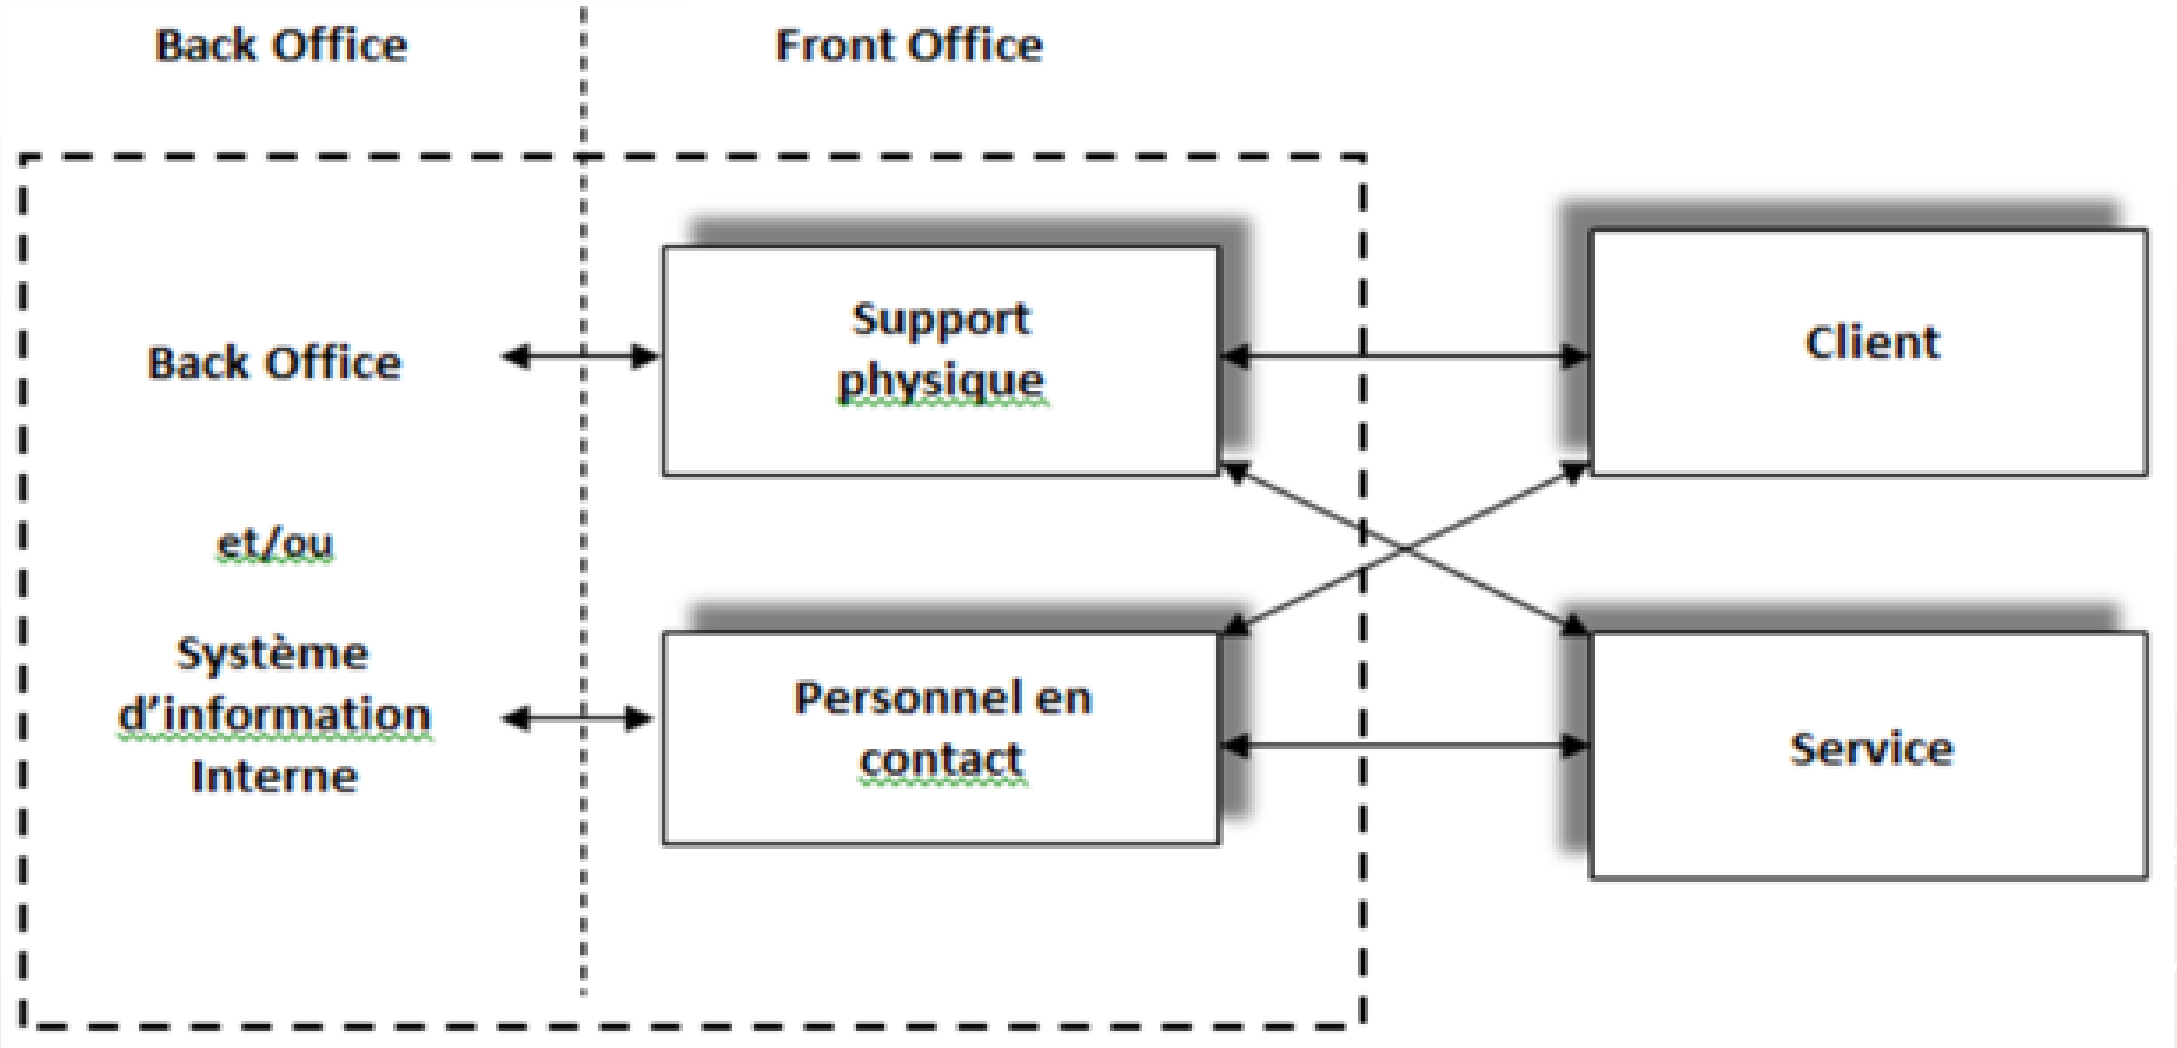 Back Office
Front Office
Back Office
et/ou
Système
d’information
Interne
Support
physique
Personnel en
contact
Client
Service